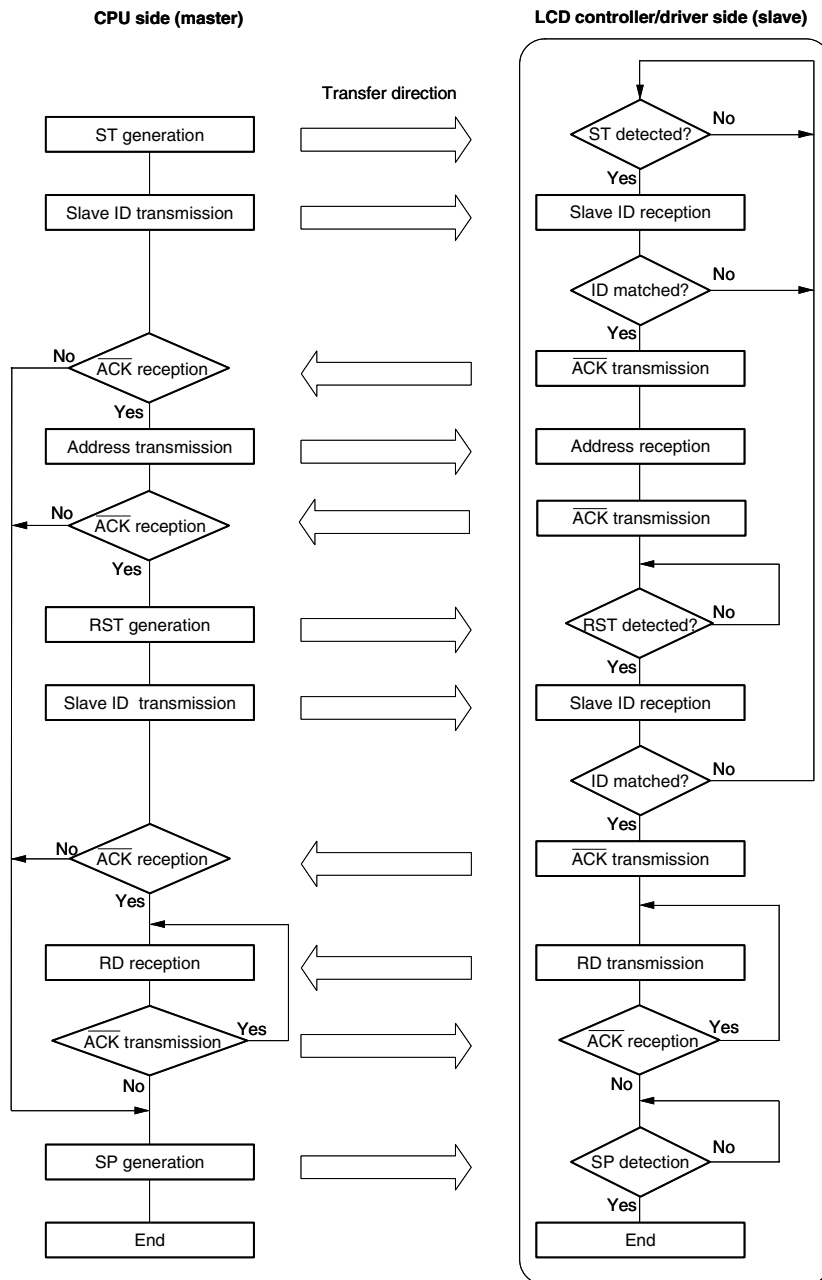 CPU side (master)
LCD controller/driver side (slave)
Transfer direction
ST generation
ST detected?
No
Yes
Slave ID transmission
Slave ID reception
ID matched?
No
Yes
No
ACK reception
Yes
ACK transmission
Address transmission
Address reception
No
ACK reception
Yes
ACK transmission
RST generation
RST detected?
No
Yes
Slave ID transmission
Slave ID reception
ID matched?
No
Yes
No
ACK reception
Yes
ACK transmission
RD reception
RD transmission
ACK transmission
Yes
No
ACK reception
Yes
No
SP generation
SP detection
No
Yes
End
End